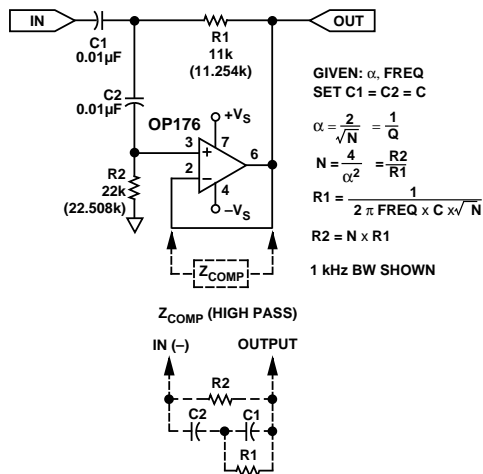 IN
C1
0.01µF
R1
11k
(11.254k)
OUT
C2
0.01µF
OP176
+VS
3
7
+
6
2
–
4
–VS
R2
22k
(22.508k)
ZCOMP
GIVEN: α, FREQ
SET C1 = C2 = C
α = 2/√N = 1/Q
N = 4/α² = R2/R1
R1 = 1/2 π FREQ x C x√N
R2 = N x R1
1 kHz BW SHOWN
ZCOMP (HIGH PASS)
IN (–) OUTPUT
R2
C2 C1
R1